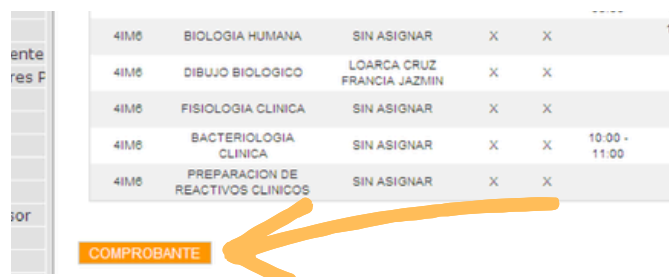 4IM6 BIOLOGIA HUMANA SIN ASIGNAR X X
ente
4IM6 DIBUJO BIOLOGICO LOARCA CRUZ FRANCIA JAZMIN X X
res P
4IM6 FISIOLOGIA CLINICA SIN ASIGNAR X X
4IM6 BACTERIOLOGIA CLINICA SIN ASIGNAR X X 10:00 - 11:00
4IM6 PREPARACION DE REACTIVOS CLINICOS SIN ASIGNAR X X
sor
COMPROBANTE